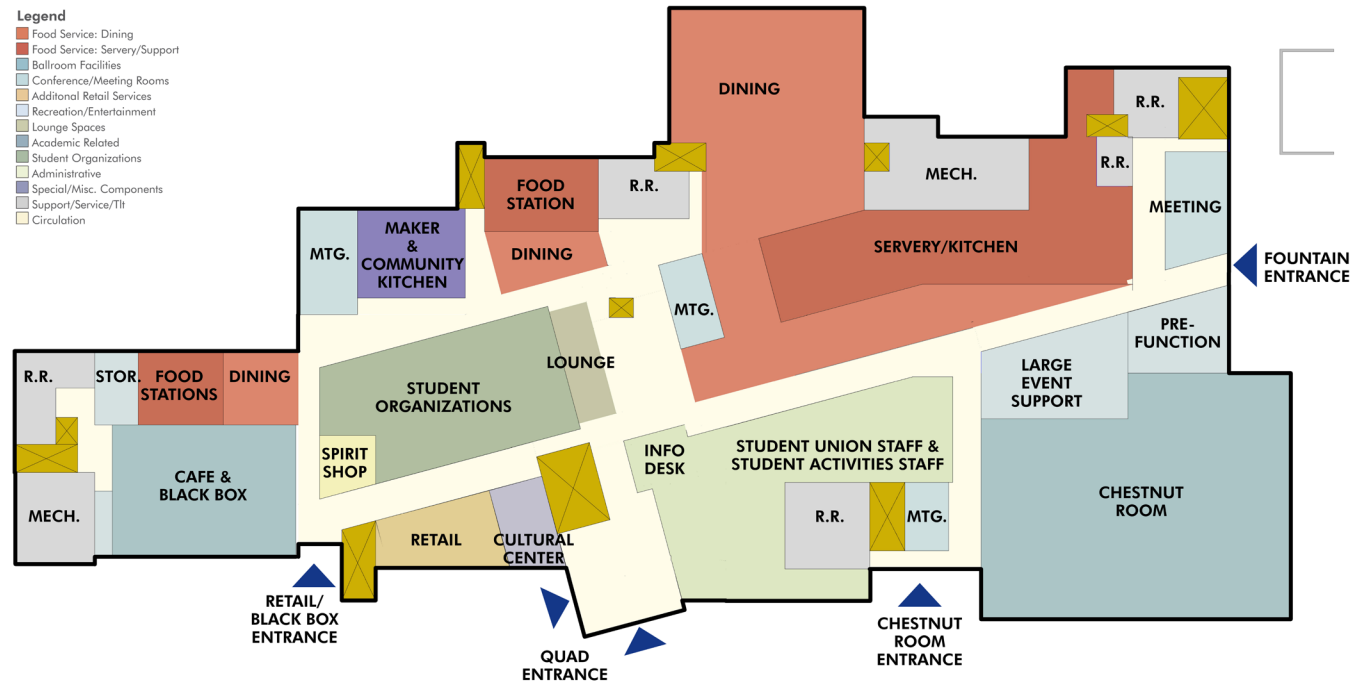 Legend
Food Service: Dining
Food Service: Servery/Support
Ballroom Facilities
Conference/Meeting Rooms
Additonal Retail Services
Recreation/Entertainment
Lounge Spaces
Academic Related
Student Organizations
Administrative
Special/Misc. Components
Support/Service/Tlt
Circulation
DINING
R.R.
R.R.
MECH.
MEETING
SERVERY/KITCHEN
FOUNTAIN
ENTRANCE
FOOD
STATION
R.R.
DINING
MAKER
&
COMMUNITY
KITCHEN
MTG.
MTG.
PRE-
FUNCTION
LARGE
EVENT
SUPPORT
LOUNGE
STUDENT
ORGANIZATIONS
R.R.
STOR.
FOOD
STATIONS
DINING
SPIRIT
SHOP
INFO
DESK
STUDENT UNION STAFF &
STUDENT ACTIVITIES STAFF
CAFE &
BLACK BOX
CHESTNUT
ROOM
MECH.
R.R.
MTG.
RETAIL
CULTURAL
CENTER
RETAIL/
BLACK BOX
ENTRANCE
QUAD
ENTRANCE
CHESTNUT
ROOM
ENTRANCE